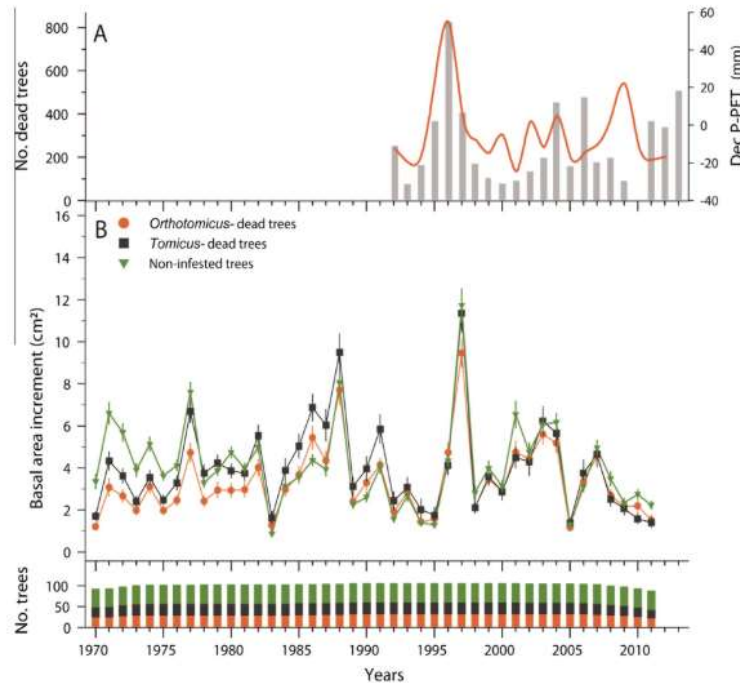 A
800
600
400
200
0
No. dead trees
60
40
20
0
-20
-40
Dec P-PET (mm)
B
Orthotomicus- dead trees
Tomicus- dead trees
Non-infested trees
16
14
12
10
8
6
4
2
0
Basal area increment (cm²)
100
50
0
No. trees
1970 1975 1980 1985 1990 1995 2000 2005 2010
Years